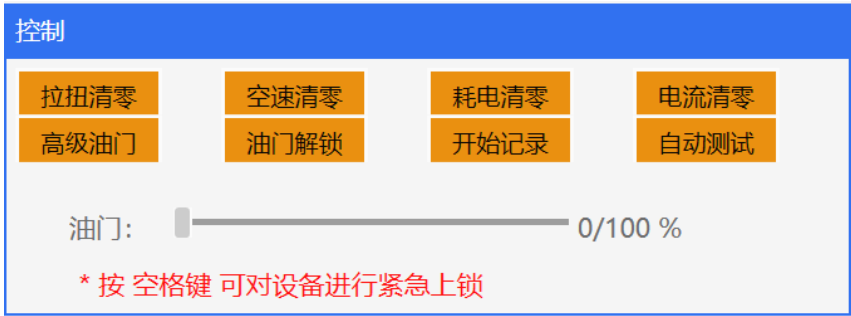 控制
拉扭清零 空速清零 耗电清零 电流清零
高级油门 油门解锁 开始记录 自动测试
油门: 0/100 %
* 按 空格键 可对设备进行紧急上锁